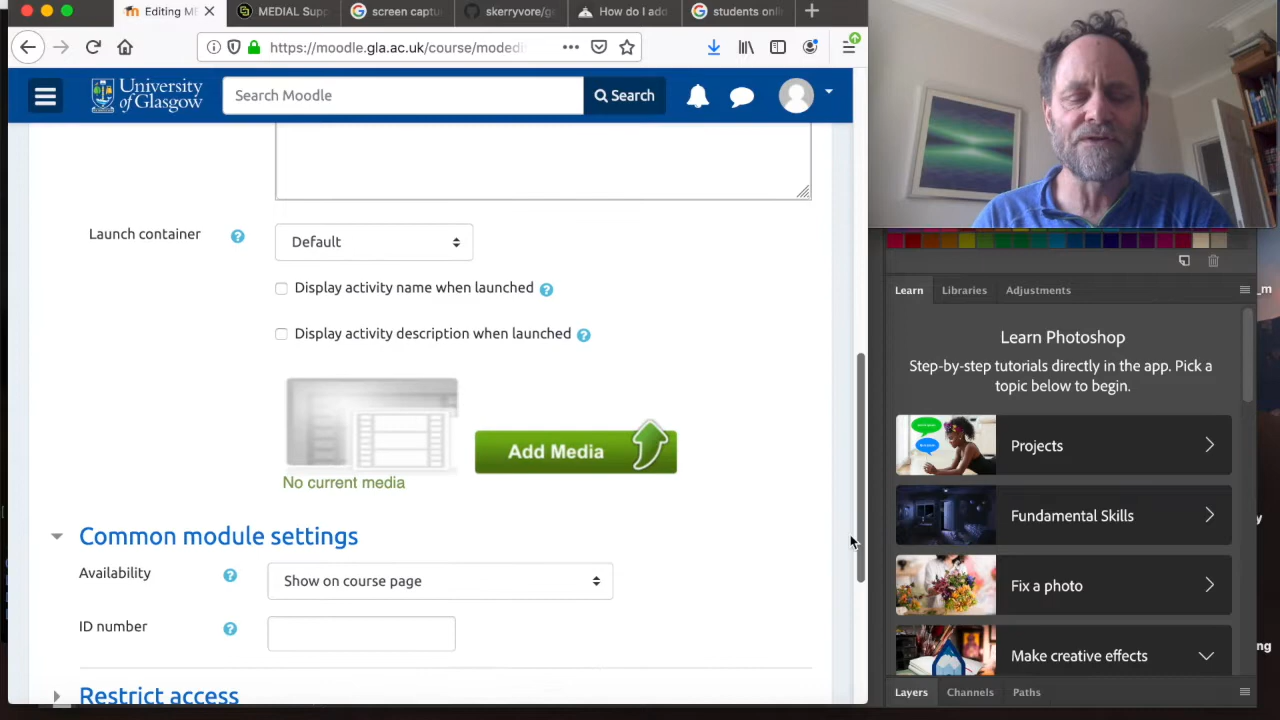 Editing M
MEDIAL Sup
screen captu
skerryvore/g
How do I add
students onli
https://moodle.gla.ac.uk/course/moded
University
of Glasgow
Search Moodle
Search
Launch container
Default
Display activity name when launched
Display activity description when launched
No current media
Add Media
Common module settings
Availability
Show on course page
ID number
Restrict access
Learn
Libraries
Adjustments
Learn Photoshop
Step-by-step tutorials directly in the app. Pick a
topic below to begin.
Projects
Fundamental Skills
Fix a photo
Make creative effects
Layers
Channels
Paths
_m
ng